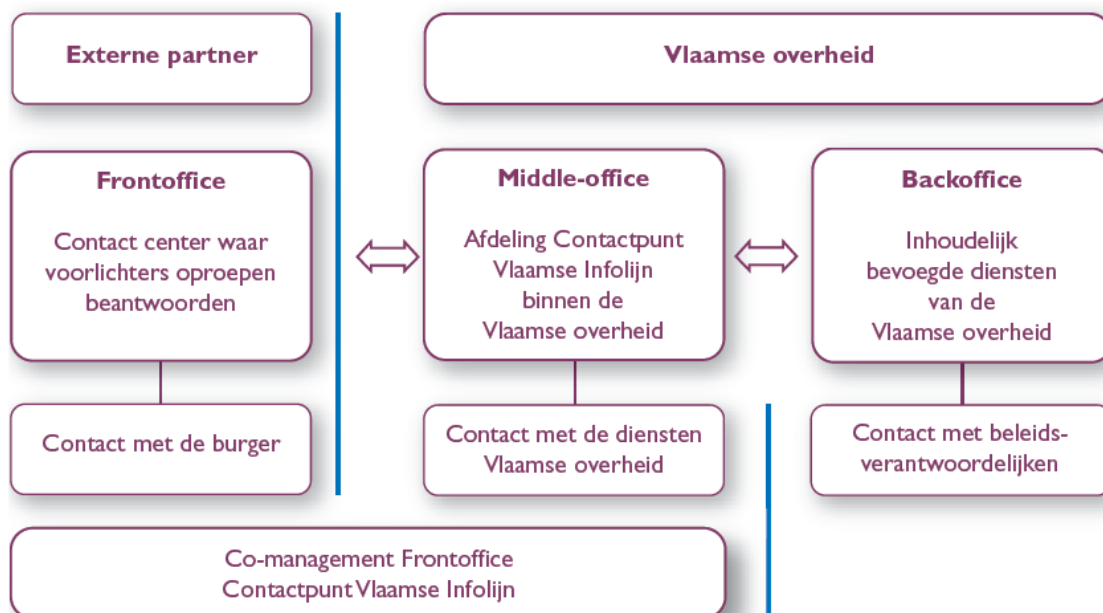 Externe partner
Vlaamse overheid
Frontoffice
Contact center waar
voorlichters oproepen
beantwoorden
Middle-office
Afdeling Contactpunt
Vlaamse Infolijn
binnen de
Vlaamse overheid
Backoffice
Inhoudelijk
bevoegde diensten
van de
Vlaamse overheid
Contact met de burger
Contact met de diensten
Vlaamse overheid
Contact met beleids-
verantwoordelijken
Co-management Frontoffice
Contactpunt Vlaamse Infolijn